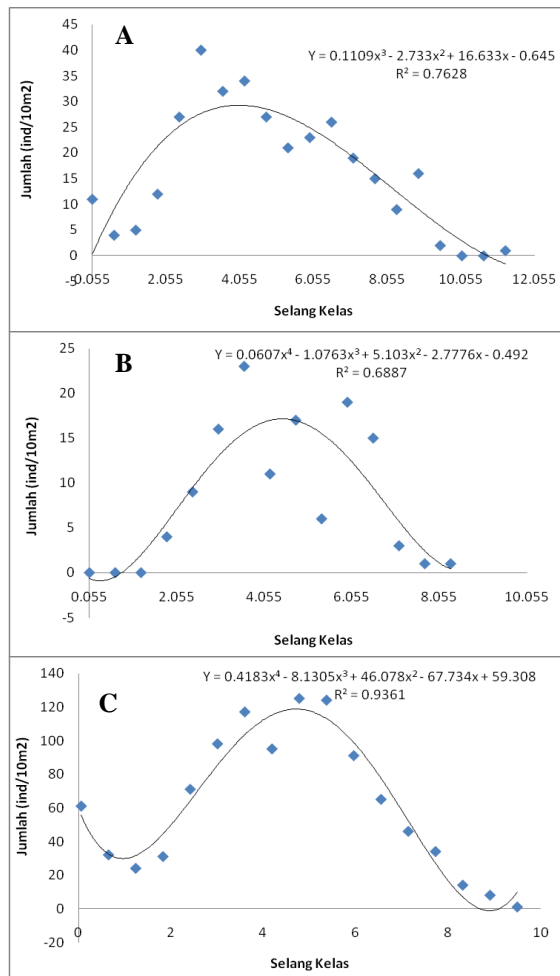 A
Y = 0.1109x³ - 2.733x² + 16.633x - 0.645
R² = 0.7628
Jumlah (ind/10m2)
45
40
35
30
25
20
15
10
5
0
-5
0.055 2.055 4.055 6.055 8.055 10.055 12.055
Selang Kelas
B
Y = 0.0607x⁴ - 1.0763x³ + 5.103x² - 2.7776x - 0.492
R² = 0.6887
Jumlah (ind/10m2)
25
20
15
10
5
0
-5
0.055 2.055 4.055 6.055 8.055 10.055
Selang Kelas
C
Y = 0.4183x⁴ - 8.1305x³ + 46.078x² - 67.734x + 59.308
R² = 0.9361
Jumlah (ind/10m2)
140
120
100
80
60
40
20
0
-20
0 2 4 6 8 10
Selang Kelas